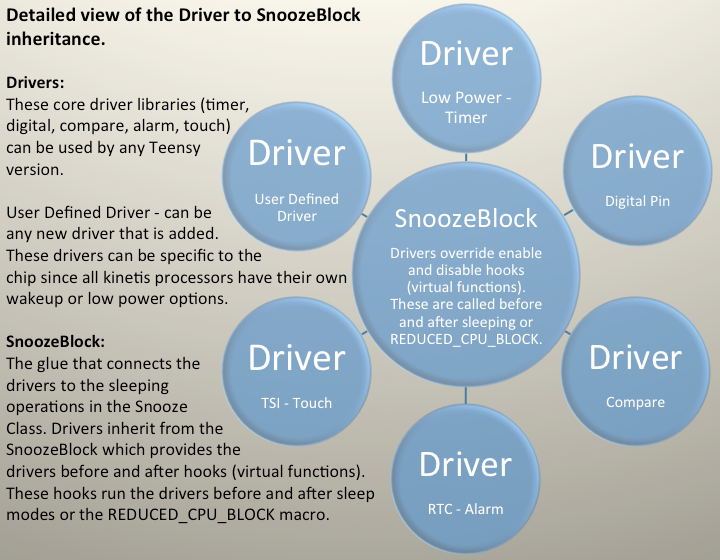 Detailed view of the Driver to SnoozeBlock
inheritance.
Drivers:
These core driver libraries (timer,
digital, compare, alarm, touch)
can be used by any Teensy
version.
User Defined Driver - can be
any new driver that is added.
These drivers can be specific to the
chip since all kinetis processors have their own
wakeup or low power options.
SnoozeBlock:
The glue that connects the
drivers to the sleeping
operations in the Snooze
Class. Drivers inherit from the
SnoozeBlock which provides the
drivers before and after hooks (virtual functions).
These hooks run the drivers before and after sleep
modes or the REDUCED_CPU_BLOCK macro.
Driver
Low Power -
Timer
Driver
User Defined
Driver
Driver
Digital Pin
SnoozeBlock
Drivers override enable
and disable hooks
(virtual functions).
These are called before
and after sleeping or
REDUCED_CPU_BLOCK.
Driver
TSI - Touch
Driver
Compare
Driver
RTC - Alarm